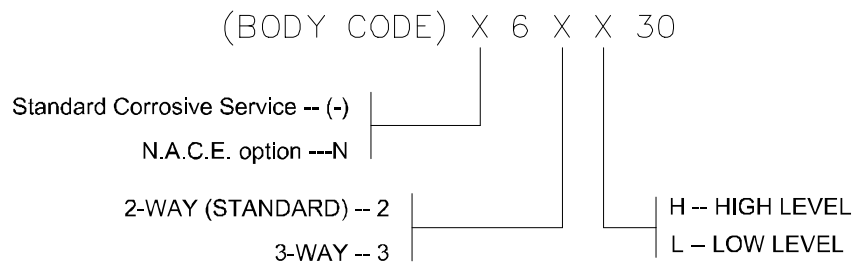 (BODY CODE) X 6 X X 30
Standard Corrosive Service -- (-)
N.A.C.E. option ---N
2-WAY (STANDARD) -- 2
3-WAY -- 3
H -- HIGH LEVEL
L – LOW LEVEL